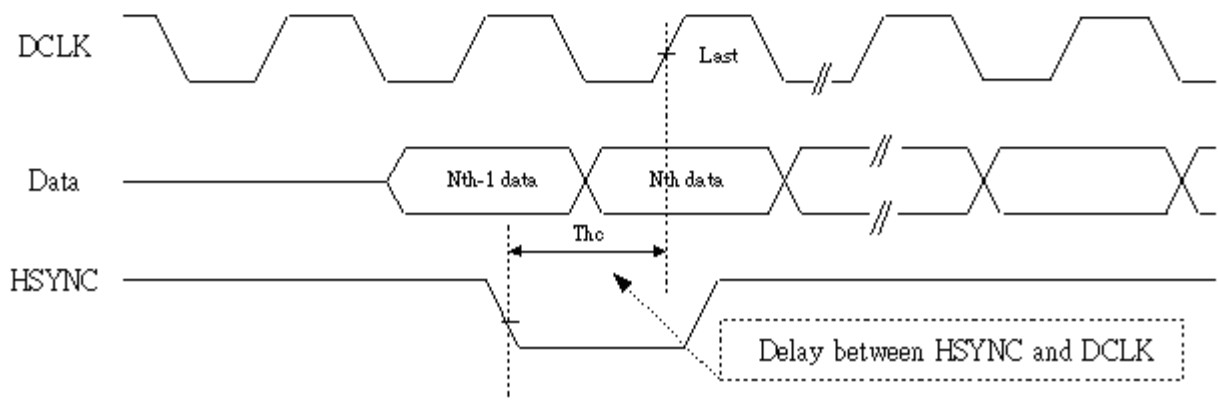 DCLK
Last
Data
Nth-1 data
Nth data
Thc
HSYNC
Delay between HSYNC and DCLK